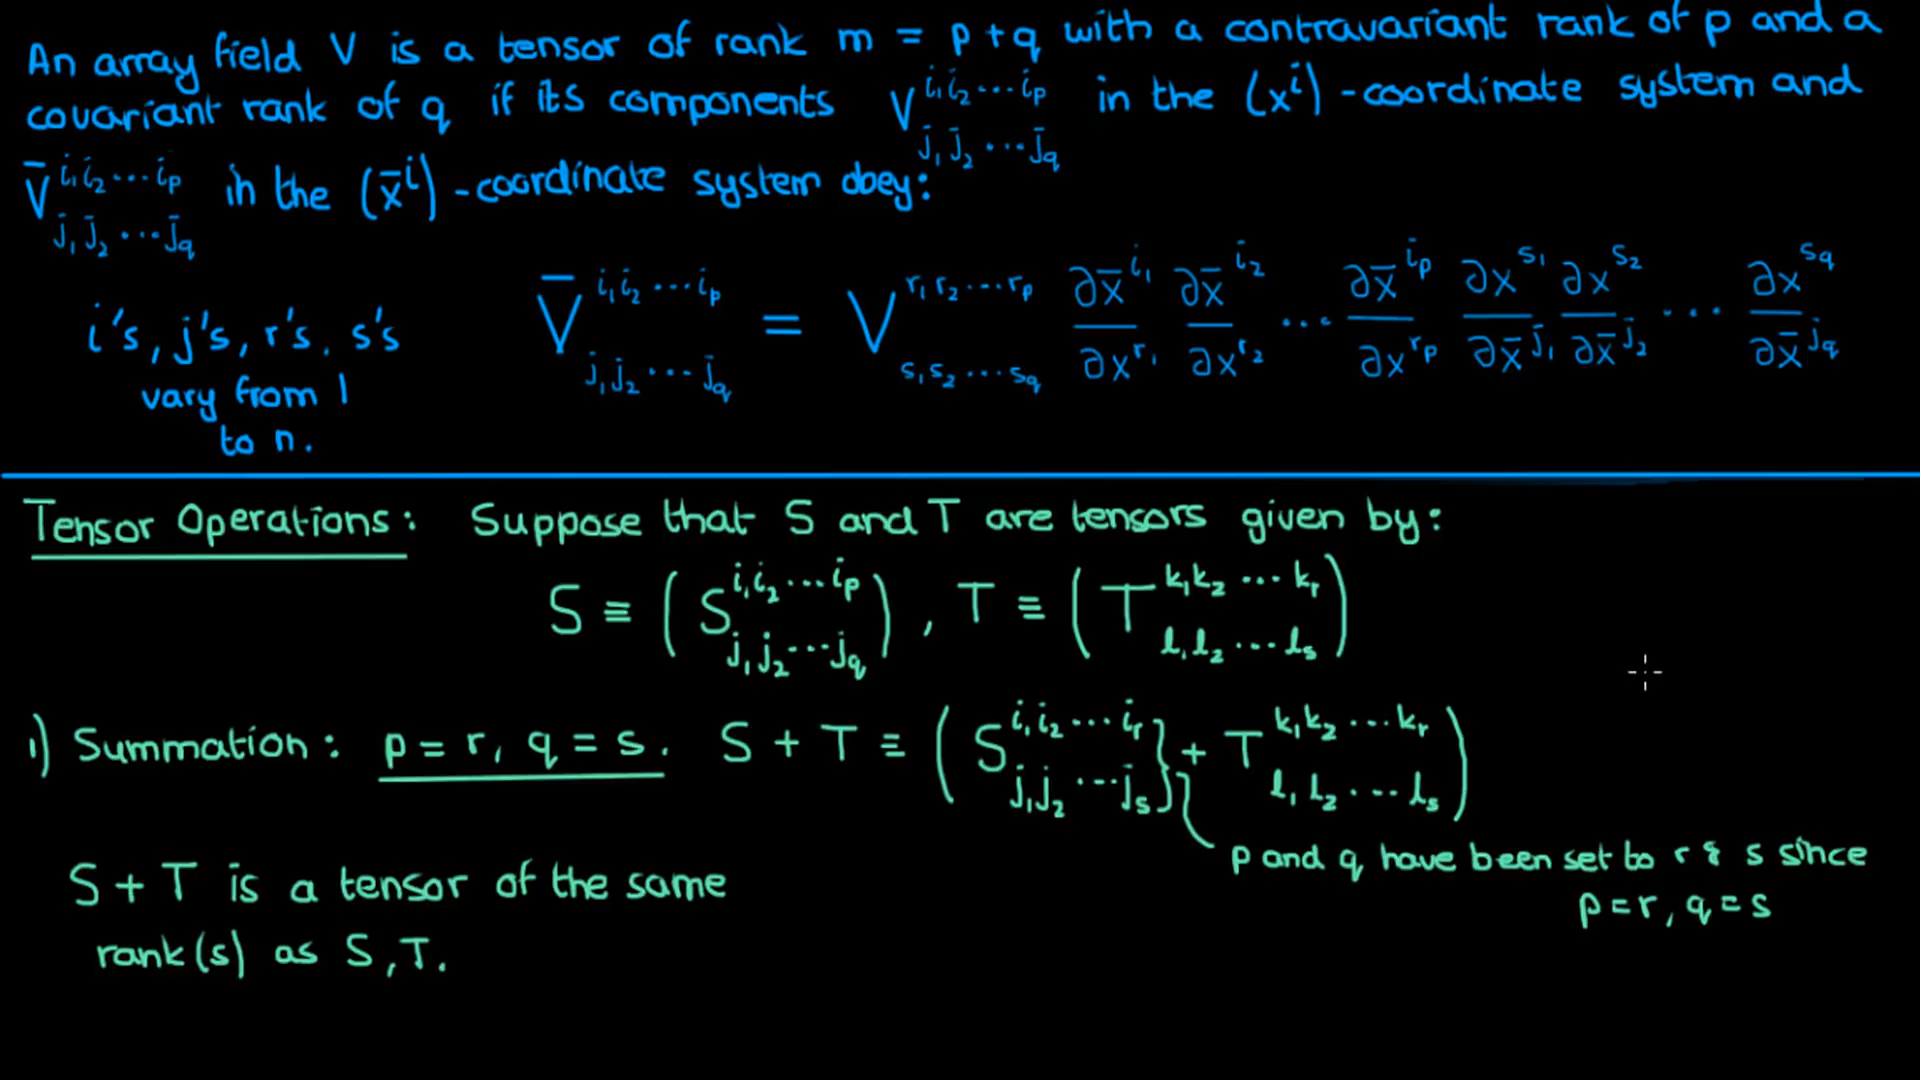 An array field V is a tensor of rank m = p + q with a contravariant rank of p and a
covariant rank of q if its components V^{i₁i₂⋯i_p}_{j₁j₂⋯j_q} in the (x^i)-coordinate system and
V̄^{i₁i₂⋯i_p}_{j₁j₂⋯j_q} in the (x̄^i)-coordinate system obey:
V̄^{i₁i₂⋯i_p}_{j₁j₂⋯j_q} = V^{r₁r₂⋯r_p}_{s₁s₂⋯s_q} ∂x̄^{i₁}/∂x^{r₁} ∂x̄^{i₂}/∂x^{r₂} ⋯ ∂x̄^{i_p}/∂x^{r_p} ∂x^{s₁}/∂x̄^{j₁} ∂x^{s₂}/∂x̄^{j₂} ⋯ ∂x^{s_q}/∂x̄^{j_q}
i's, j's, r's, s's
vary from 1
to n.
Tensor Operations: Suppose that S and T are tensors given by:
S ≡ (S^{i₁i₂⋯i_p}_{j₁j₂⋯j_q}), T ≡ (T^{k₁k₂⋯k_r}_{l₁l₂⋯l_s})
1) Summation: p = r, q = s. S + T ≡ (S^{i₁i₂⋯i_r}_{j₁j₂⋯j_s} + T^{k₁k₂⋯k_r}_{l₁l₂⋯l_s})
p and q have been set to r & s since
p = r, q = s
S + T is a tensor of the same
rank(s) as S, T.